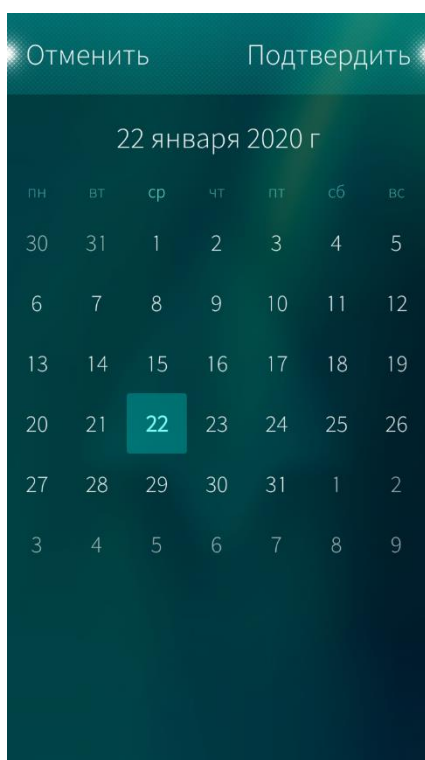 Отменить Подтвердить
22 января 2020 г
пн вт ср чт пт сб вс
30 31 1 2 3 4 5
6 7 8 9 10 11 12
13 14 15 16 17 18 19
20 21 22 23 24 25 26
27 28 29 30 31 1 2
3 4 5 6 7 8 9